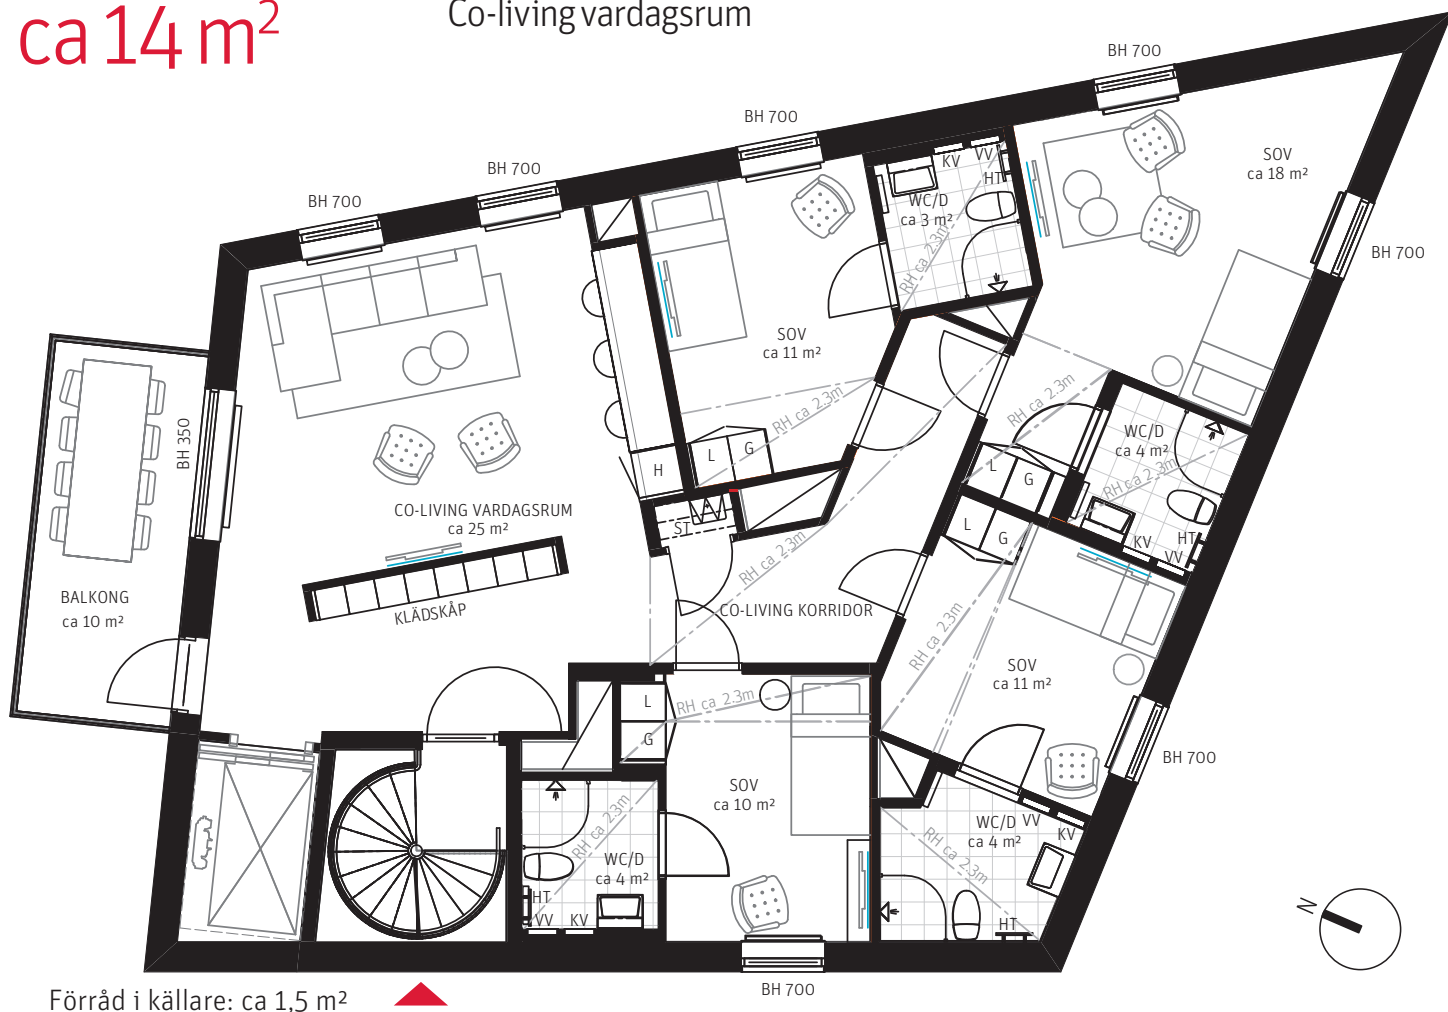 ca 14 m²
Co-living vardagsrum
BH 700
BH 700
BH 700
BH 700
SOV
ca 18 m²
KV
VV
HT
WC/D
ca 3 m²
RH ca 2.3m
BH 700
SOV
ca 11 m²
RH ca 2.3m
RH ca 2.3m
BH 350
WC/D
ca 4 m²
RH ca 2.3m
H
L
G
L
G
CO-LIVING VARDAGSRUM
ca 25 m²
ST
L
G
KV
VV
HT
RH ca 2.3m
BALKONG
ca 10 m²
KLÄDSKÅP
CO-LIVING KORRIDOR
RH ca 2.3m
SOV
ca 11 m²
L
G
RH ca 2.3m
BH 700
SOV
ca 10 m²
RH ca 2.3m
WC/D
ca 4 m²
HT
VV
KV
WC/D
ca 4 m²
VV
KV
RH ca 2.3m
HT
N
BH 700
Förråd i källare: ca 1,5 m²